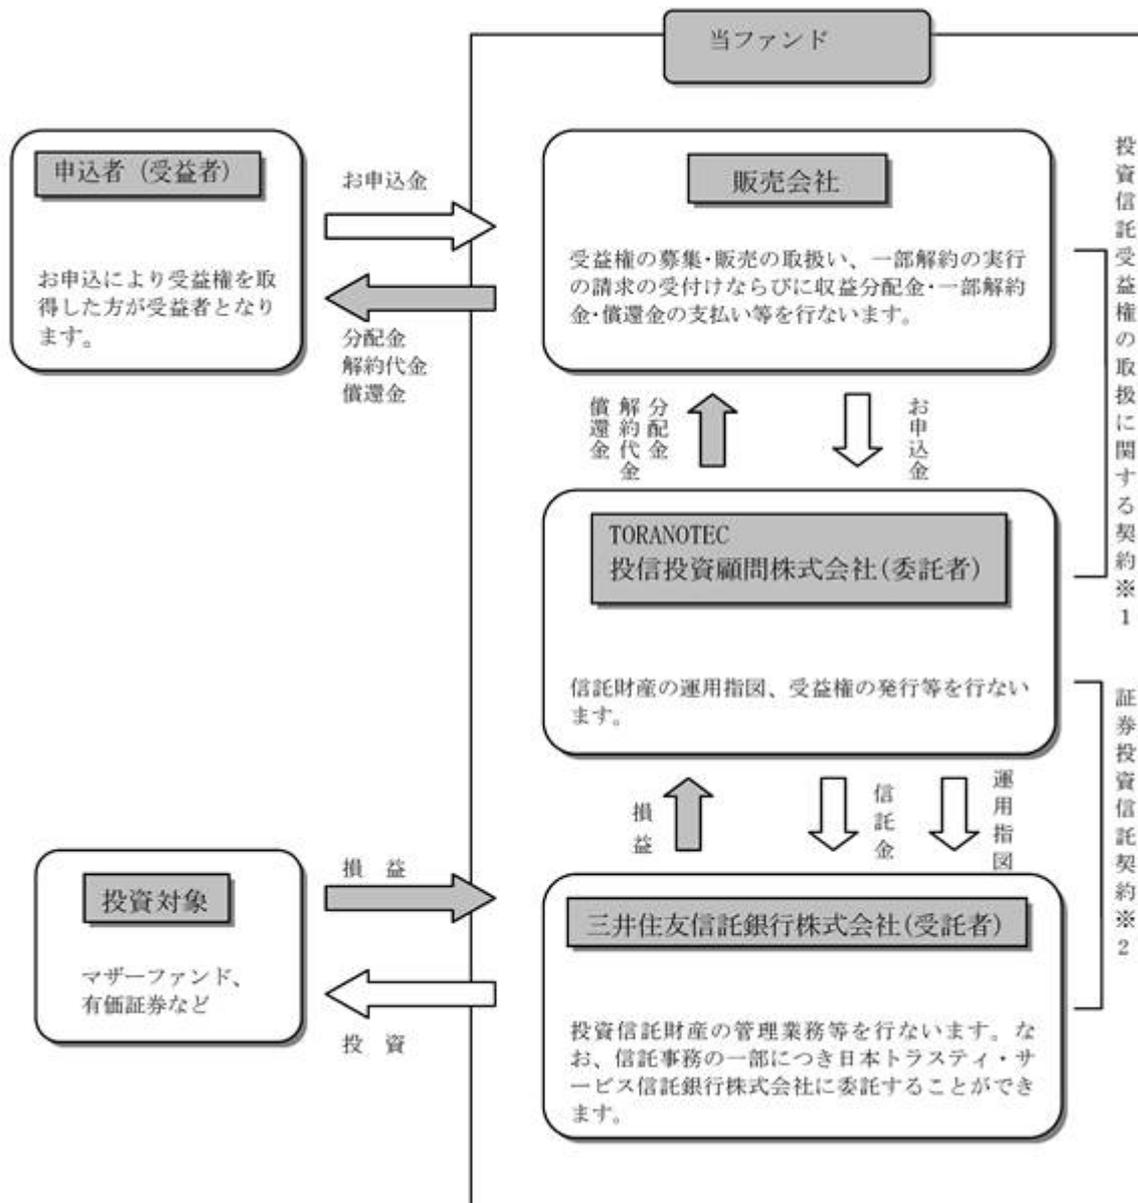 当ファンド
申込者（受益者）
お申込により受益権を取
得した方が受益者となり
ます。
お申込金
分配金
解約代金
償還金
販売会社
受益権の募集・販売の取扱い、一部解約の実行
の請求の受付けならびに収益分配金・一部解約
金・償還金の支払い等を行ないます。
分配金
解約代金
償還金
お申込金
投資信託受益権の取扱に関する契約※1
TORANOTEC
投信投資顧問株式会社(委託者)
信託財産の運用指図、受益権の発行等を行ない
ます。
損益
信託金
運用指図
証券投資信託契約※2
投資対象
マザーファンド、
有価証券など
損　益
投　資
三井住友信託銀行株式会社(受託者)
投資信託財産の管理業務等を行ないます。な
お、信託事務の一部につき日本トラスティ・サ
ービス信託銀行株式会社に委託することができ
ます。